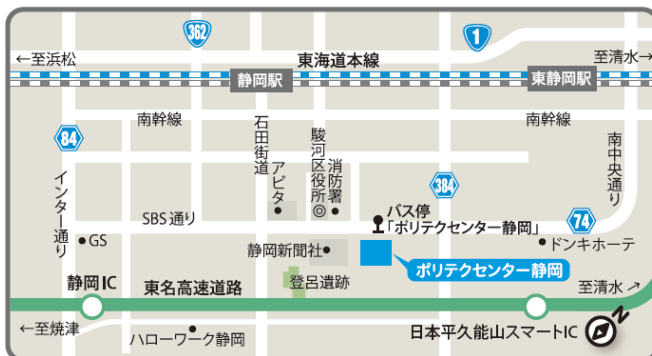 362
1
←至浜松
東海道本線
至清水→
静岡駅
東静岡駅
84
南幹線
石田街道
アピタ
駿河区役所
消防署
南幹線
南中央通り
インター通り
384
SBS通り
バス停
「ポリテクセンター静岡」
74
GS
静岡新聞社
ドンキホーテ
ポリテクセンター静岡
静岡IC
東名高速道路
登呂遺跡
至清水→
←至焼津
ハローワーク静岡
日本平久能山スマートIC
N